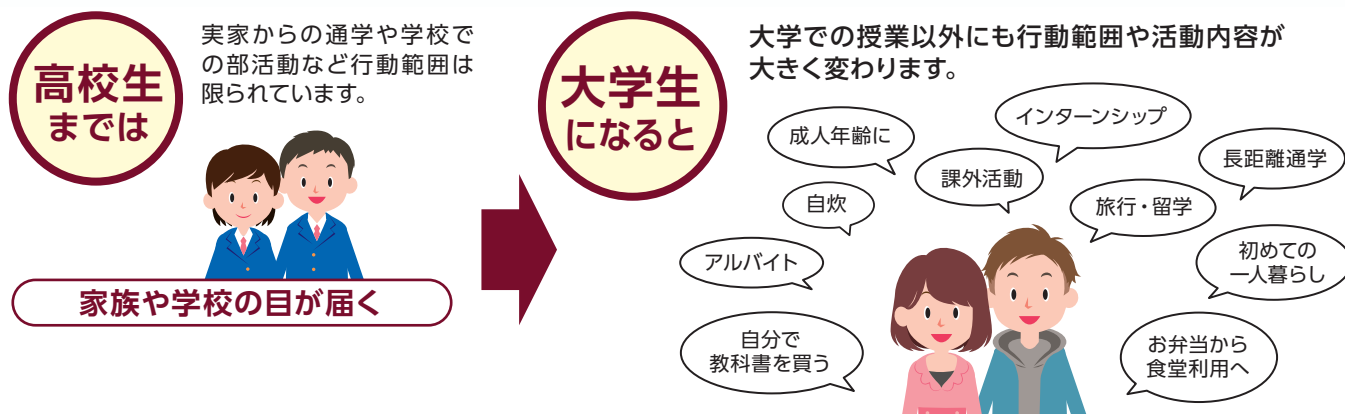 高校生
までは
実家からの通学や学校で
の部活動など行動範囲は
限られています。
家族や学校の目が届く
大学生
になると
大学での授業以外にも行動範囲や活動内容が
大きく変わります。
成人年齢に
インターンシップ
課外活動
長距離通学
自炊
旅行・留学
アルバイト
初めての
一人暮らし
自分で
教科書を買う
お弁当から
食堂利用へ